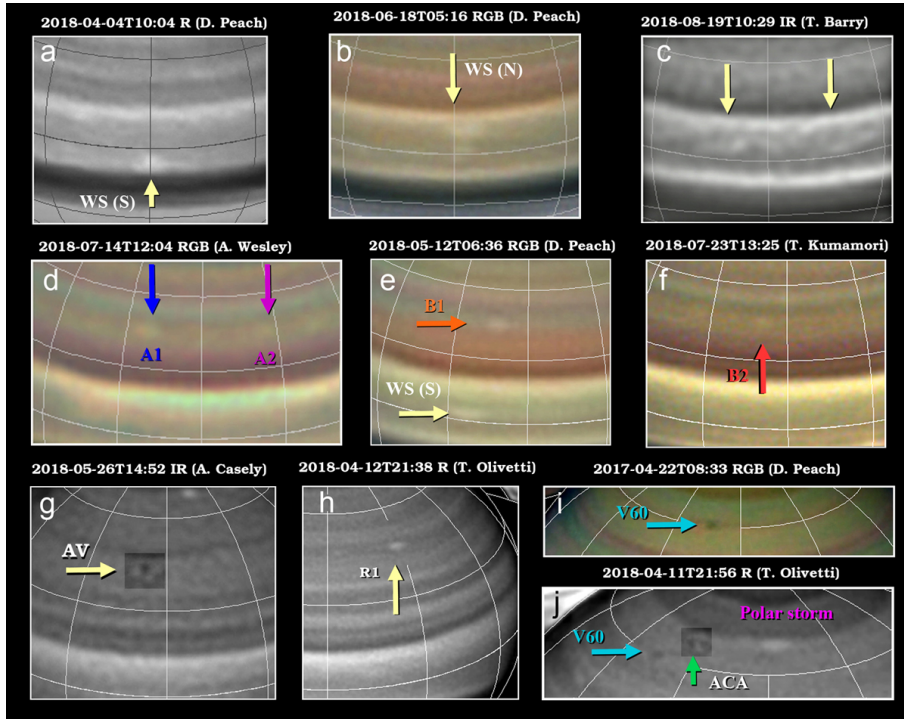 2018-04-04T10:04 R (D. Peach)
a
WS (S)
2018-06-18T05:16 RGB (D. Peach)
b
WS (N)
2018-08-19T10:29 IR (T. Barry)
c
2018-07-14T12:04 RGB (A. Wesley)
d
A1
A2
2018-05-12T06:36 RGB (D. Peach)
e
B1
WS (S)
2018-07-23T13:25 (T. Kumamori)
f
B2
2018-05-26T14:52 IR (A. Casely)
g
AV
2018-04-12T21:38 R (T. Olivetti)
h
R1
2017-04-22T08:33 RGB (D. Peach)
i
V60
2018-04-11T21:56 R (T. Olivetti)
j
Polar storm
V60
ACA